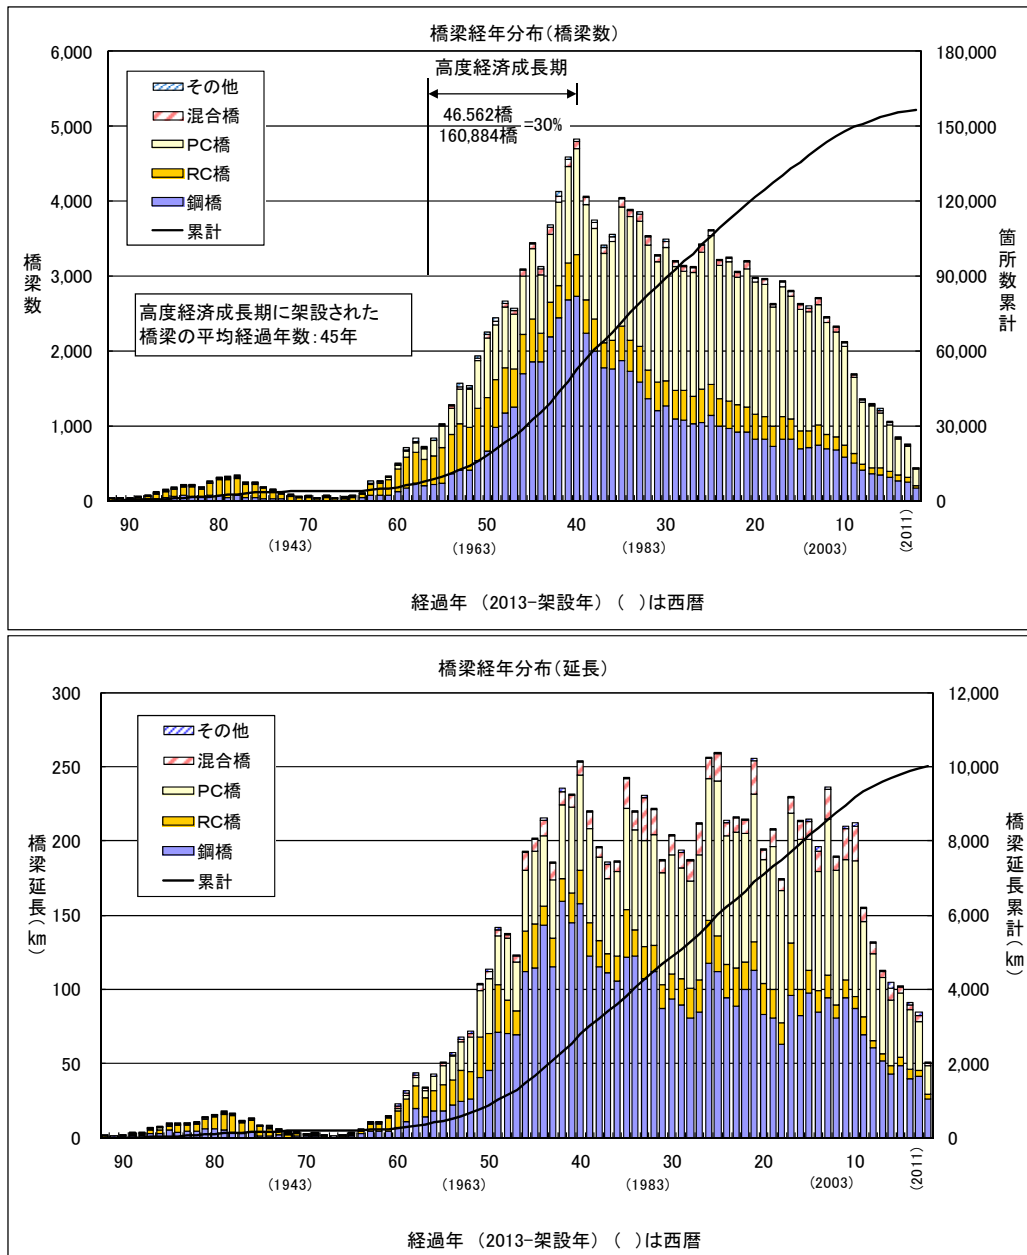 橋梁経年分布(橋梁数)
6,000
5,000
4,000
3,000
2,000
1,000
0
180,000
150,000
120,000
90,000
60,000
30,000
0
その他
混合橋
PC橋
RC橋
鋼橋
累計
高度経済成長期
46.562橋
160,884橋
=30%
高度経済成長期に架設された
橋梁の平均経過年数:45年
橋梁数
箇所数累計
90 80 70 60 50 40 30 20 10
(1943) (1963) (1983) (2003) (2011)
経過年 (2013-架設年) ( )は西暦
橋梁経年分布(延長)
300
250
200
150
100
50
0
12,000
10,000
8,000
6,000
4,000
2,000
0
その他
混合橋
PC橋
RC橋
鋼橋
累計
橋梁延長(km)
橋梁延長累計(km)
90 80 70 60 50 40 30 20 10
(1943) (1963) (1983) (2003) (2011)
経過年 (2013-架設年) ( )は西暦